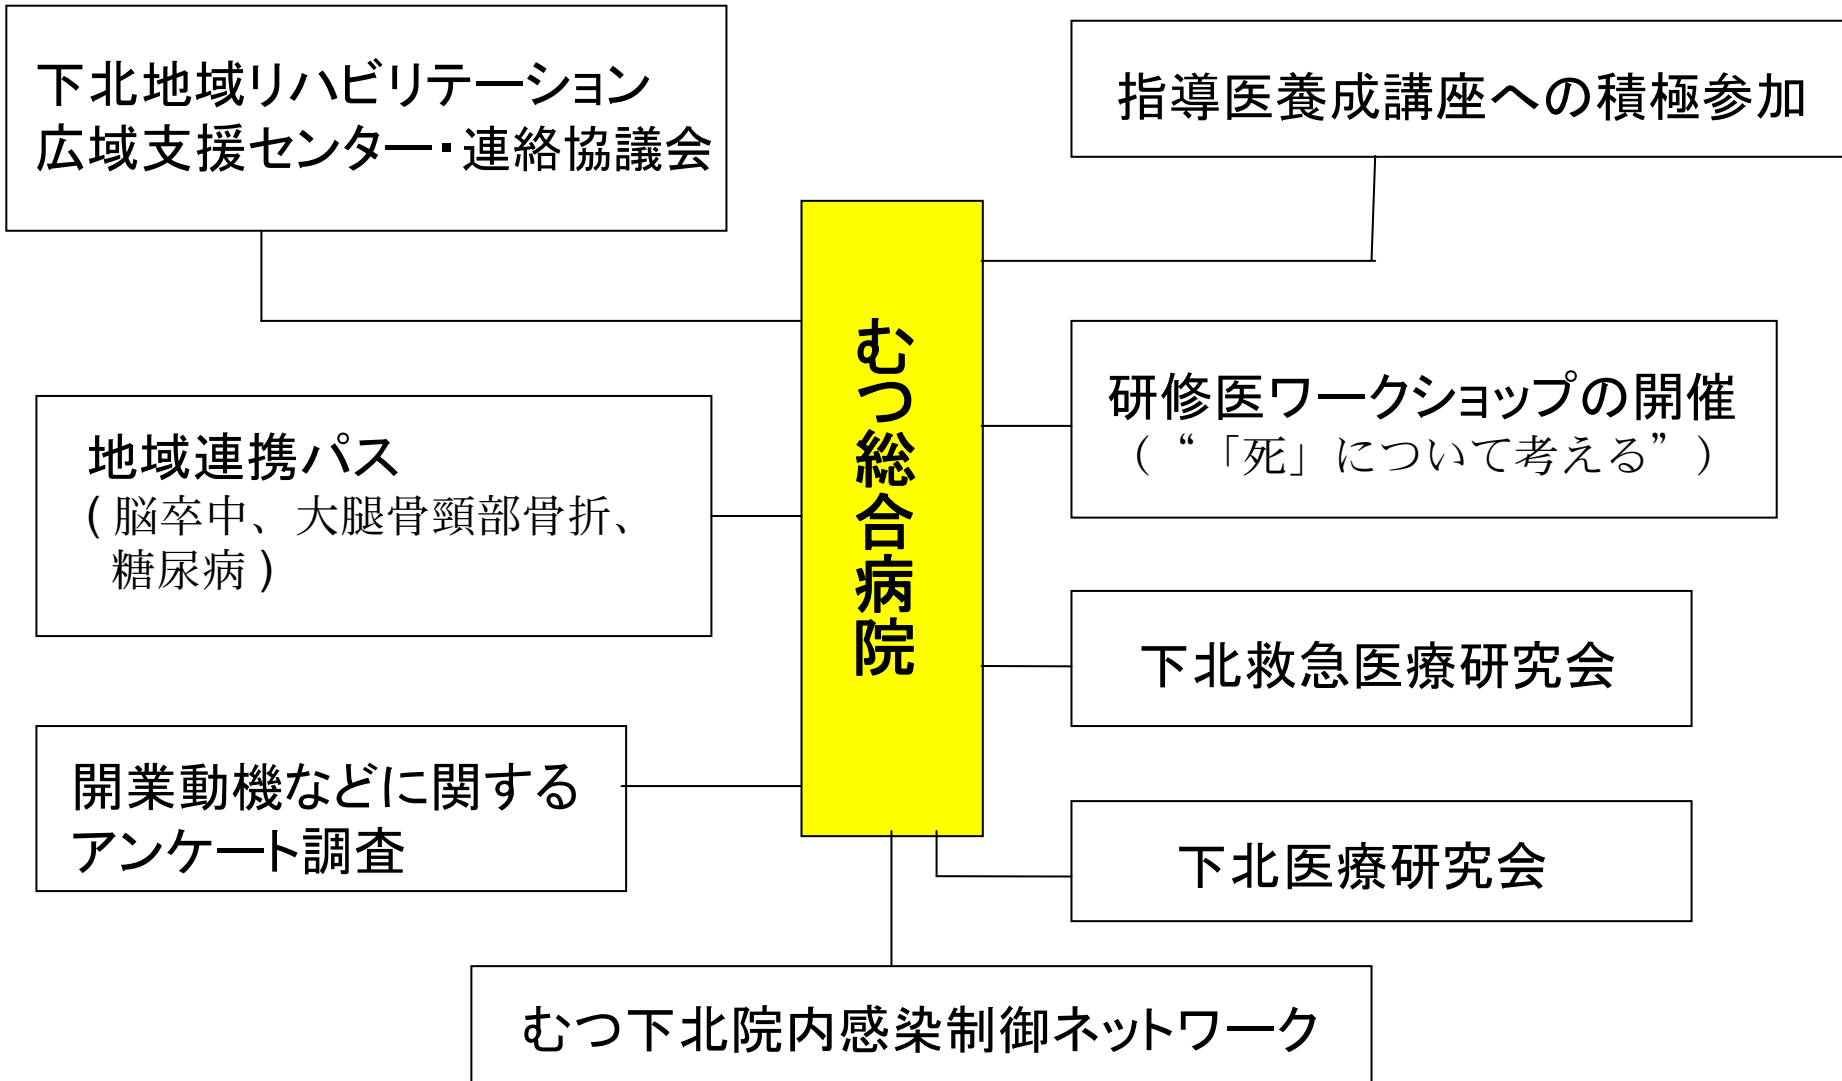 下北地域リハビリテーション
広域支援センター・連絡協議会
指導医養成講座への積極参加
むつ総合病院
地域連携パス
(脳卒中、大腿骨頸部骨折、
糖尿病)
研修医ワークショップの開催
(“「死」について考える”)
下北救急医療研究会
開業動機などに関する
アンケート調査
下北医療研究会
むつ下北院内感染制御ネットワーク